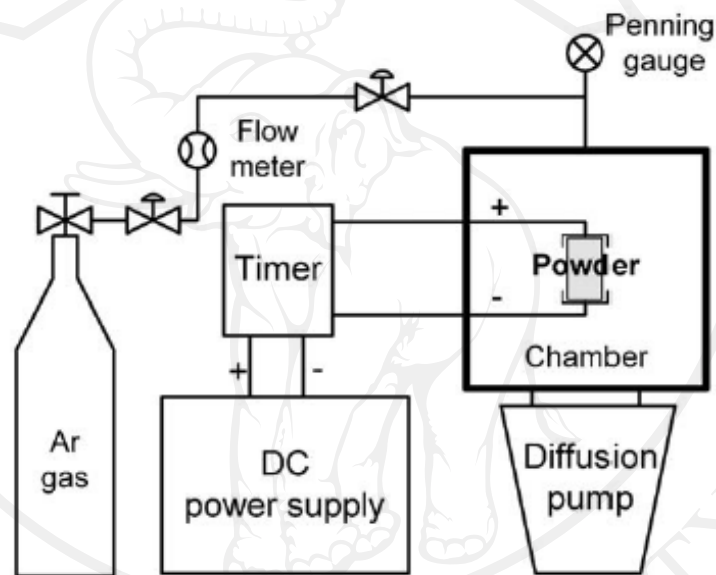 Penning
gauge
Flow
meter
+
Timer
Powder
-
Chamber
+
-
Ar
gas
DC
power supply
Diffusion
pump